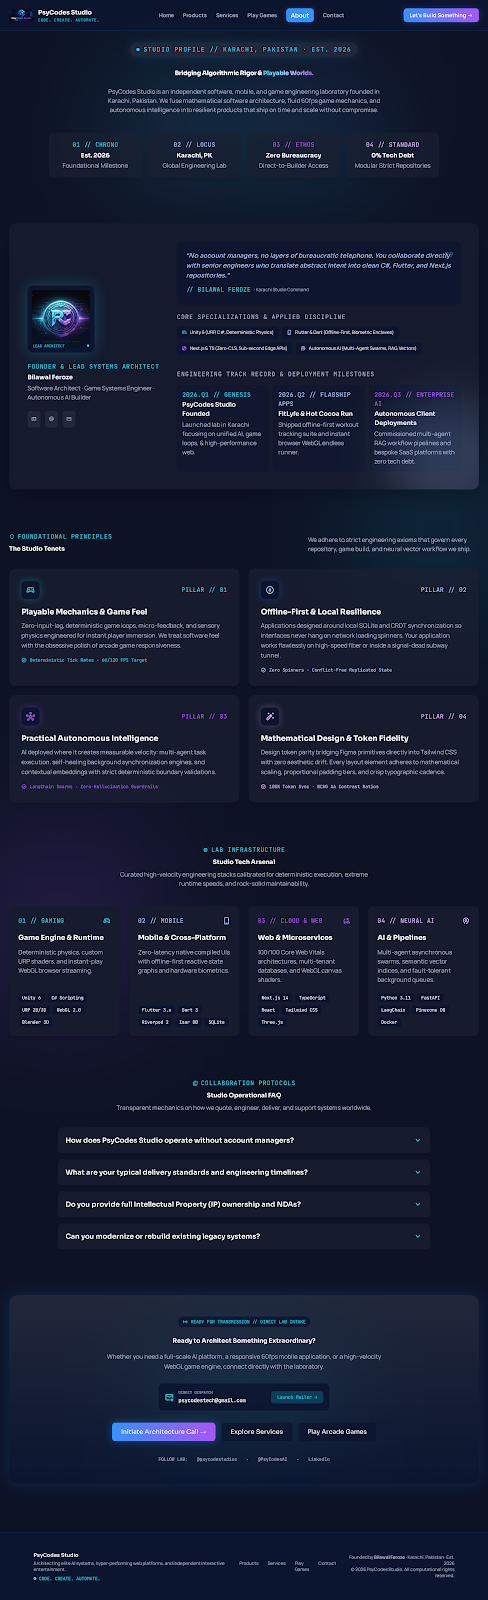 PsyCodes Studio
CODE. CREATE. AUTOMATE.
Home
Products
Services
Play Games
About
Contact
Let's Build Something →
STUDIO PROFILE // KARACHI, PAKISTAN · EST. 2026
Bridging Algorithmic Rigor & Playable Worlds.
PsyCodes Studio is an independent software, mobile, and game engineering laboratory founded in
Karachi, Pakistan. We fuse mathematical software architecture, fluid 60fps game mechanics, and
autonomous intelligence into resilient products that ship on time and scale without compromise.
01 // CHRONO
Est. 2026
Foundational Milestone
02 // LOCUS
Karachi, PK
Global Engineering Lab
03 // ETHOS
Zero Bureaucracy
Direct-to-Builder Access
04 // STANDARD
0% Tech Debt
Modular Strict Repositories
LEAD ARCHITECT
FOUNDER & LEAD SYSTEMS ARCHITECT
Bilawal Feroze
Software Architect · Game Systems Engineer ·
Autonomous AI Builder
"No account managers, no layers of bureaucratic telephone. You collaborate directly
with senior engineers who translate abstract intent into clean C#, Flutter, and Next.js
repositories."
// BILAWAL FEROZE · Karachi Studio Command
CORE SPECIALIZATIONS & APPLIED DISCIPLINE
Unity 6 (URP, C#, Deterministic Physics)
Flutter & Dart (Offline-First, Biometric Enclaves)
Next.js & TS (Zero-CLS, Sub-second Edge APIs)
Autonomous AI (Multi-Agent Swarms, RAG, Vectors)
ENGINEERING TRACK RECORD & DEPLOYMENT MILESTONES
2026.Q1 // GENESIS
PsyCodes Studio
Founded
Launched lab in Karachi
focusing on unified AI, game
loops, & high-performance
web.
2026.Q2 // FLAGSHIP
APPS
FitLyfe & Hot Cocoa Run
Shipped offline-first workout
tracking suite and instant
browser WebGL endless
runner.
2026.Q3 // ENTERPRISE
AI
Autonomous Client
Deployments
Commissioned multi-agent
RAG workflow pipelines and
bespoke SaaS platforms with
zero tech debt.
FOUNDATIONAL PRINCIPLES
The Studio Tenets
We adhere to strict engineering axioms that govern every
repository, game build, and neural vector workflow we ship.
PILLAR // 01
Playable Mechanics & Game Feel
Zero-input-lag, deterministic game loops, micro-feedback, and sensory
physics engineered for instant player immersion. We treat software feel
with the obsessive polish of arcade game responsiveness.
Deterministic Tick Rates · 60/120 FPS Target
PILLAR // 02
Offline-First & Local Resilience
Applications designed around local SQLite and CRDT synchronization so
interfaces never hang on network loading spinners. Your application
works flawlessly on high-speed fiber or inside a signal-dead subway
tunnel.
Zero Spinners · Conflict-Free Replicated State
PILLAR // 03
Practical Autonomous Intelligence
AI deployed where it creates measurable velocity: multi-agent task
execution, self-healing background synchronization engines, and
contextual embeddings with strict deterministic boundary validations.
LangChain Swarms · Zero-Hallucination Guardrails
PILLAR // 04
Mathematical Design & Token Fidelity
Design token parity bridging Figma primitives directly into Tailwind CSS
with zero aesthetic drift. Every layout element adheres to mathematical
scaling, proportional padding tiers, and crisp typographic cadence.
100% Token Sync · WCAG AA Contrast Ratios
LAB INFRASTRUCTURE
Studio Tech Arsenal
Curated high-velocity engineering stacks calibrated for deterministic execution, extreme
runtime speeds, and rock-solid maintainability.
01 // GAMING
Game Engine & Runtime
Deterministic physics, custom
URP shaders, and instant-play
WebGL browser streaming.
Unity 6
C# Scripting
URP 2D/3D
WebGL 2.0
Blender 3D
02 // MOBILE
Mobile & Cross-Platform
Zero-latency native compiled UIs
with offline-first reactive state
graphs and hardware biometrics.
Flutter 3.x
Dart 3
Riverpod 2
Isar DB
SQLite
03 // CLOUD & WEB
Web & Microservices
100/100 Core Web Vitals
architectures, multi-tenant
databases, and WebGL canvas
shaders.
Next.js 14
TypeScript
React
Tailwind CSS
Three.js
04 // NEURAL AI
AI & Pipelines
Multi-agent asynchronous
swarms, semantic vector
indices, and fault-tolerant
background queues.
Python 3.11
FastAPI
LangChain
Pinecone DB
Docker
COLLABORATION PROTOCOLS
Studio Operational FAQ
Transparent mechanics on how we quote, engineer, deliver, and support systems worldwide.
How does PsyCodes Studio operate without account managers?
What are your typical delivery standards and engineering timelines?
Do you provide full Intellectual Property (IP) ownership and NDAs?
Can you modernize or rebuild existing legacy systems?
READY FOR TRANSMISSION // DIRECT LAB INTAKE
Ready to Architect Something Extraordinary?
Whether you need a full-scale AI platform, a responsive 60fps mobile application, or a high-velocity
WebGL game engine, connect directly with the laboratory.
DIRECT DISPATCH
psycodestech@gmail.com
Launch Mailer →
Initiate Architecture Call →
Explore Services
Play Arcade Games
FOLLOW LAB:
@psycodestudios
·
@PsyCodesAI
·
LinkedIn
PsyCodes Studio
Architecting elite AI systems, hyper-performing web platforms, and independent interactive
entertainment.
CODE. CREATE. AUTOMATE.
Products
Services
Play
Games
Contact
Founded by Bilawal Feroze · Karachi, Pakistan · Est.
2026
© 2026 PsyCodes Studio. All international rights
reserved.